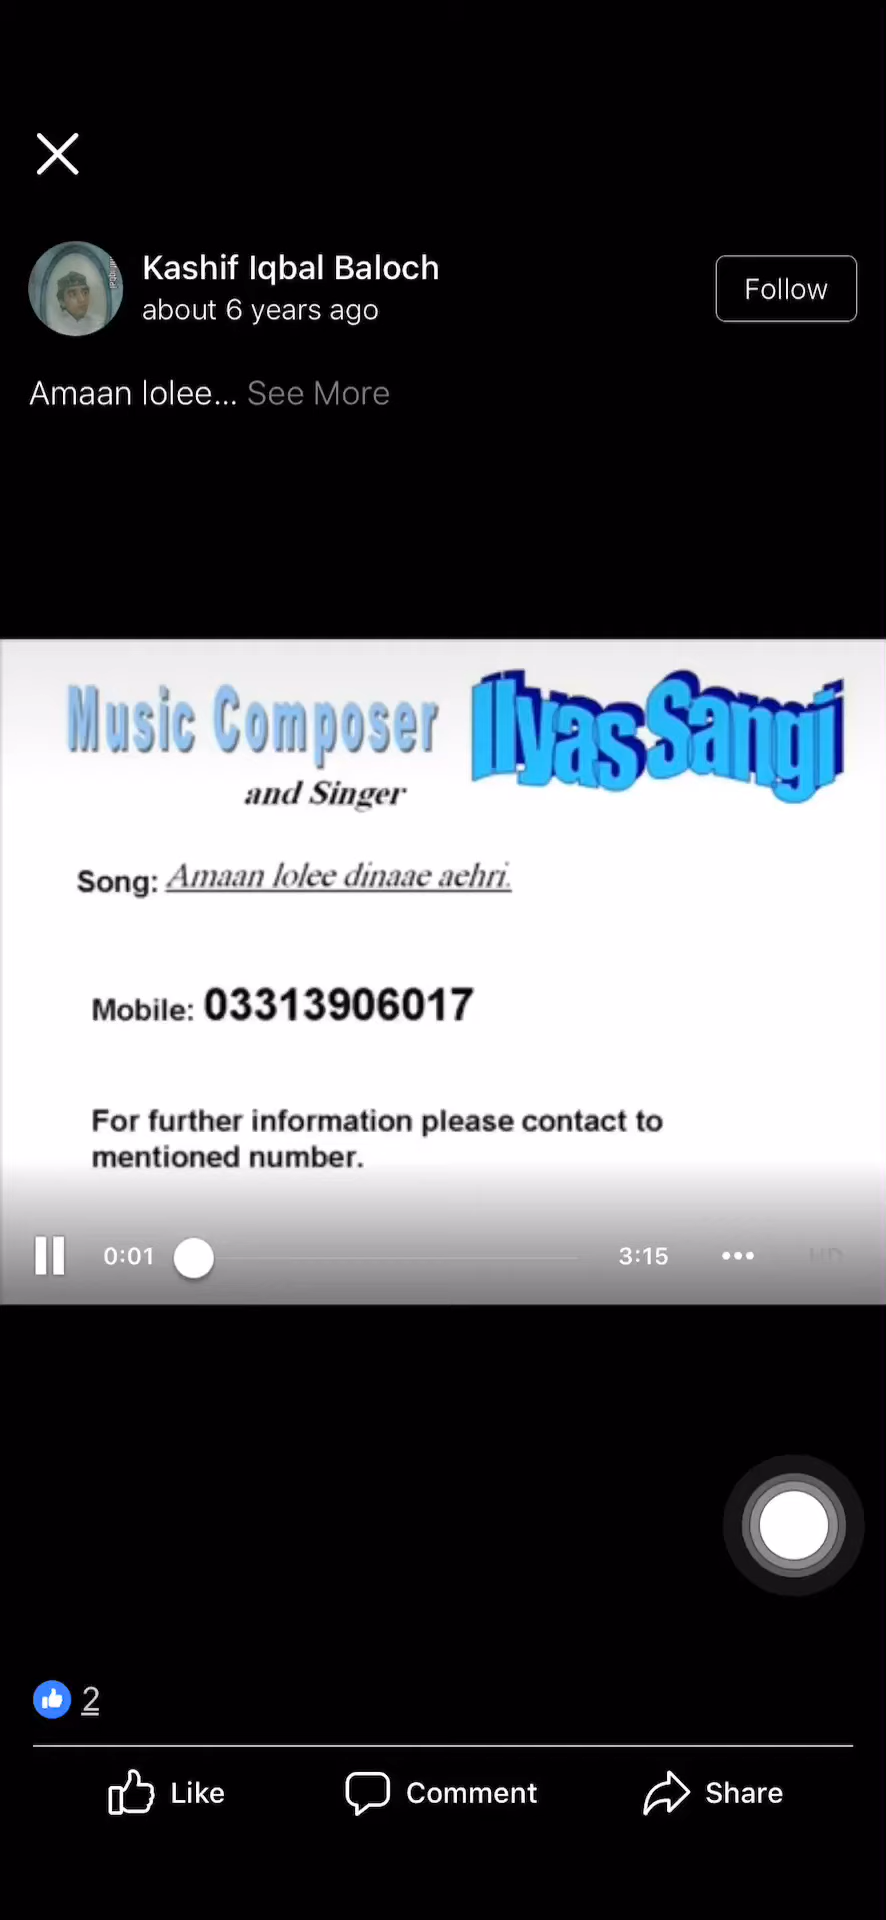 Kashif Iqbal Baloch
about 6 years ago
Follow
Amaan lolee... See More
Music Composer
Ilyas Sangi
and Singer
Song: Amaan lolee dinaae aehri.
Mobile: 03313906017
For further information please contact to
mentioned number.
0:01
3:15
HD
2
Like
Comment
Share